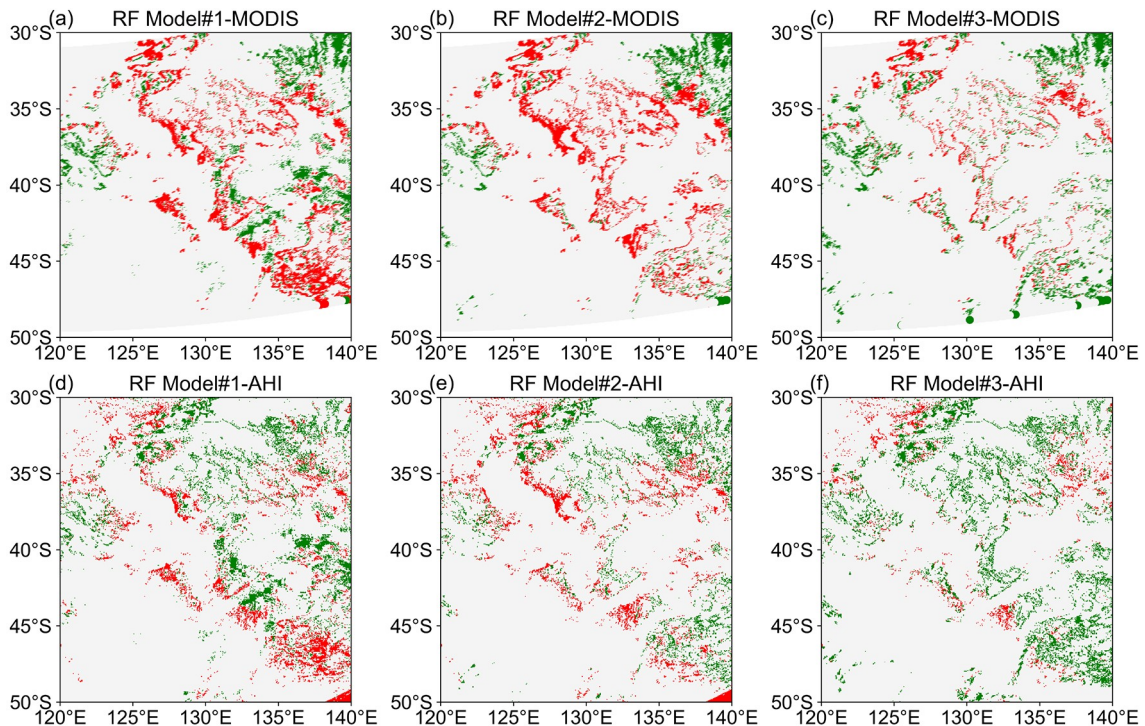 (a) RF Model#1-MODIS (b) RF Model#2-MODIS (c) RF Model#3-MODIS
30°S 30°S 30°S
35°S 35°S 35°S
40°S 40°S 40°S
45°S 45°S 45°S
50°S 50°S 50°S
120°E 125°E 130°E 135°E 140°E 120°E 125°E 130°E 135°E 140°E 120°E 125°E 130°E 135°E 140°E
(d) RF Model#1-AHI (e) RF Model#2-AHI (f) RF Model#3-AHI
30°S 30°S 30°S
35°S 35°S 35°S
40°S 40°S 40°S
45°S 45°S 45°S
50°S 50°S 50°S
120°E 125°E 130°E 135°E 140°E 120°E 125°E 130°E 135°E 140°E 120°E 125°E 130°E 135°E 140°E